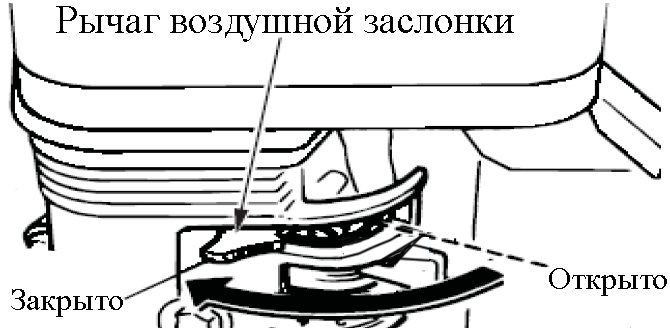 Рычаг воздушной заслонки
Закрыто
Открыто